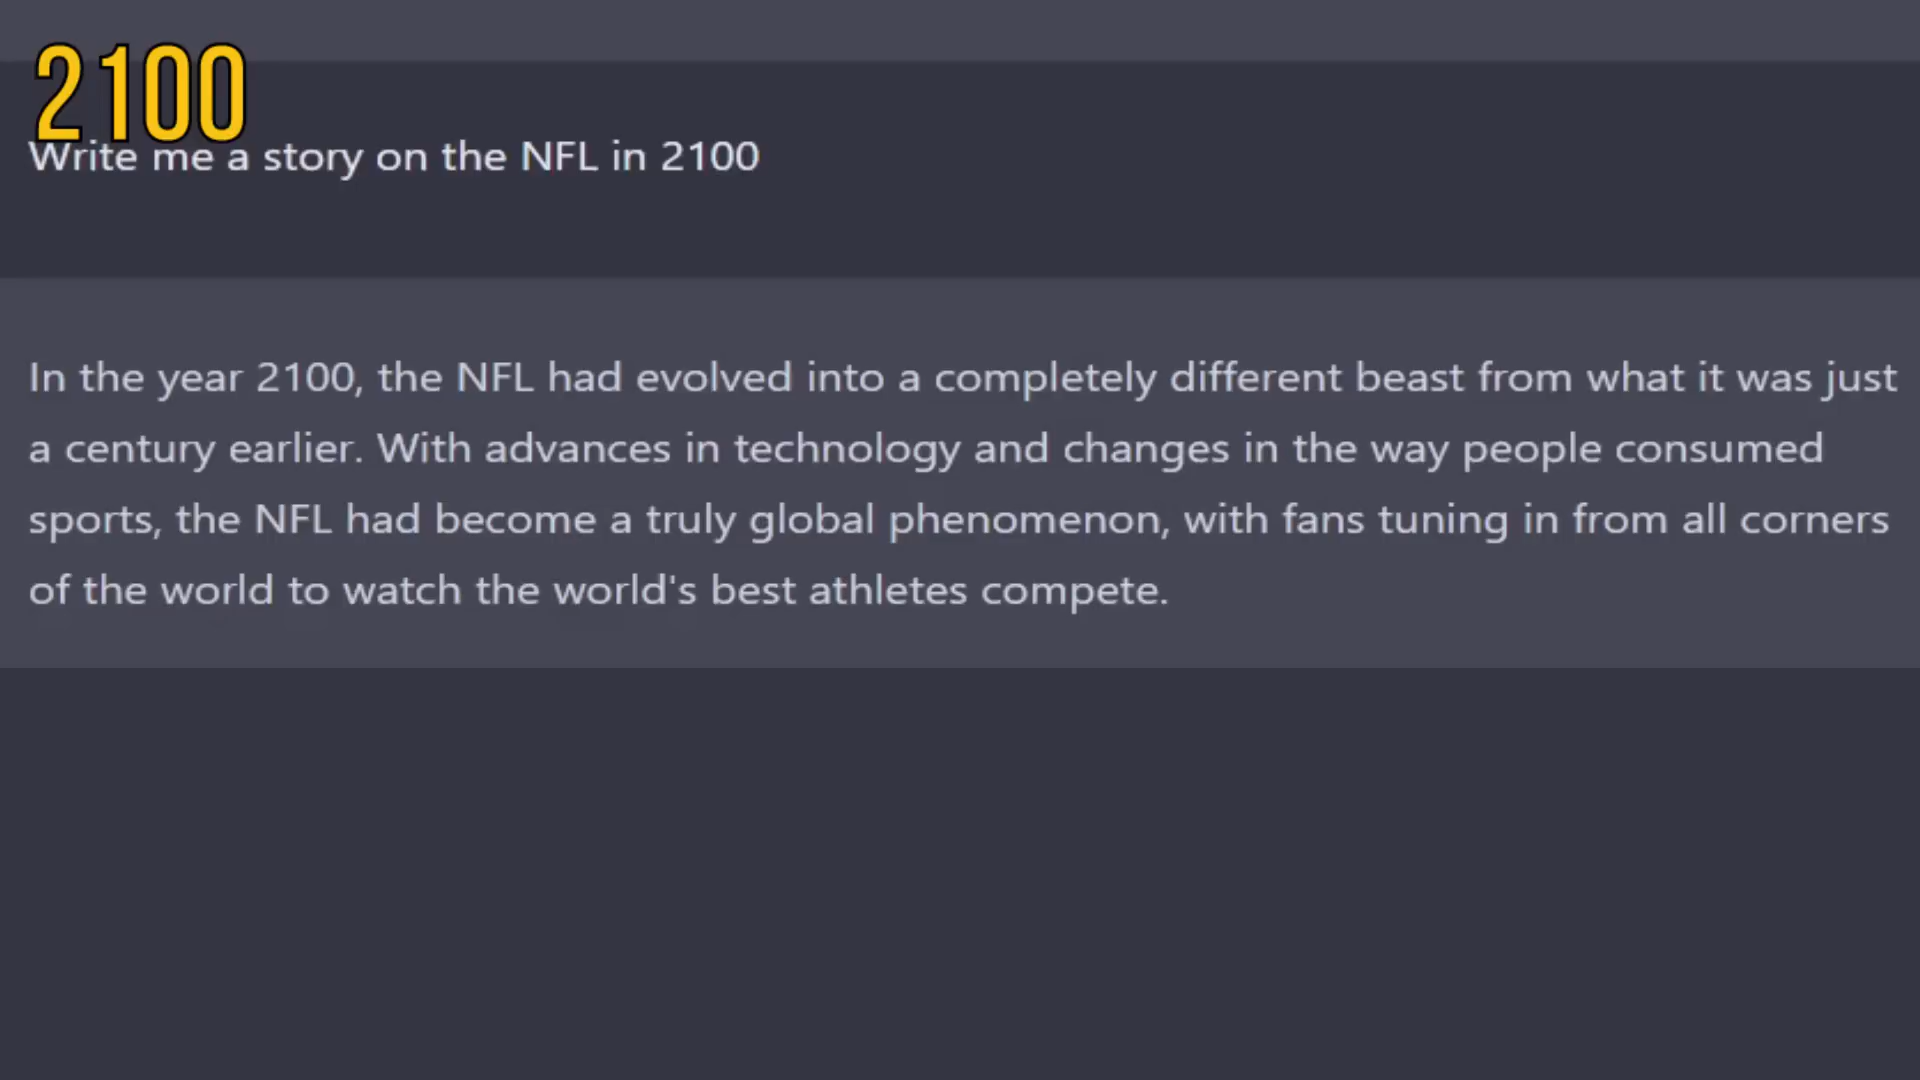 2100
Write me a story on the NFL in 2100
In the year 2100, the NFL had evolved into a completely different beast from what it was just
a century earlier. With advances in technology and changes in the way people consumed
sports, the NFL had become a truly global phenomenon, with fans tuning in from all corners
of the world to watch the world's best athletes compete.